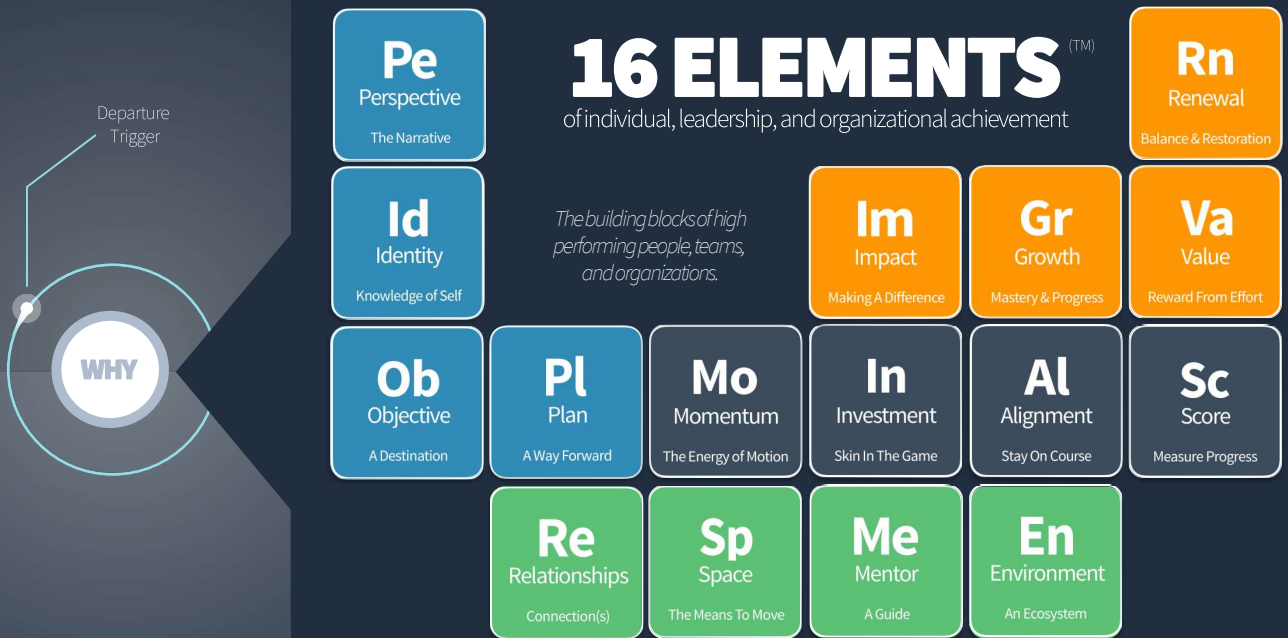 Departure
Trigger
WHY
16 ELEMENTS (TM)
of individual, leadership, and organizational achievement
The building blocks of high
performing people, teams,
and organizations.
Pe
Perspective
The Narrative
Rn
Renewal
Balance & Restoration
Id
Identity
Knowledge of Self
Im
Impact
Making A Difference
Gr
Growth
Mastery & Progress
Va
Value
Reward From Effort
Ob
Objective
A Destination
Pl
Plan
A Way Forward
Mo
Momentum
The Energy of Motion
In
Investment
Skin In The Game
Al
Alignment
Stay On Course
Sc
Score
Measure Progress
Re
Relationships
Connection(s)
Sp
Space
The Means To Move
Me
Mentor
A Guide
En
Environment
An Ecosystem